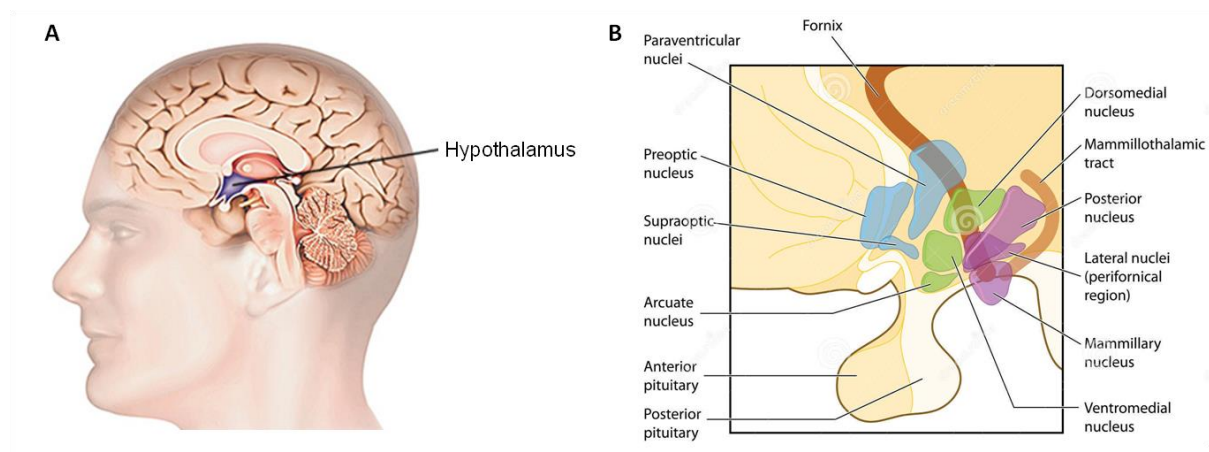 A
Hypothalamus
B
Fornix
Paraventricular
nuclei
Preoptic
nucleus
Supraoptic
nuclei
Arcuate
nucleus
Anterior
pituitary
Posterior
pituitary
Dorsomedial
nucleus
Mammillothalamic
tract
Posterior
nucleus
Lateral nuclei
(perifornical
region)
Mammillary
nucleus
Ventromedial
nucleus